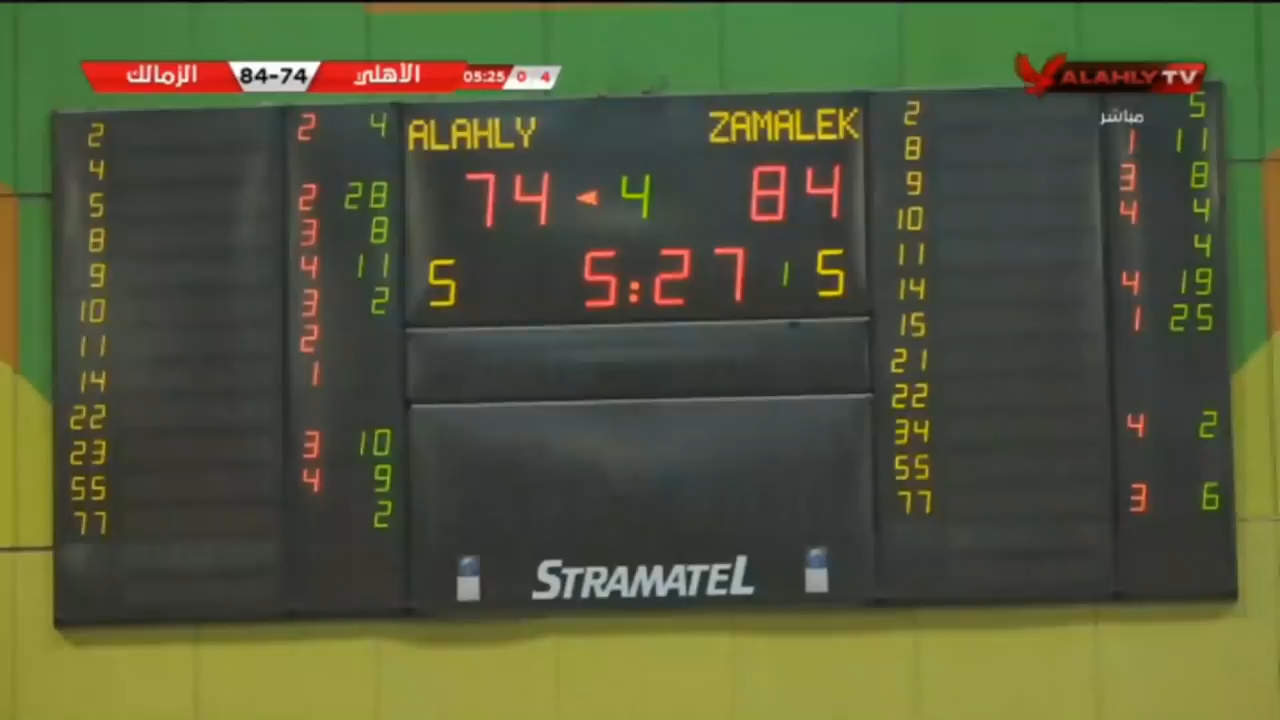 الزمالك 84-74 الأهلي 05:25 0 4
ALAHLY TV
مباشر
ALAHLY ZAMALEK
74 4 84
5 5:27 1 5
2 2 4
4
5 2 28
8 3 8
9 4 11
10 3 2
11 2
14 1
22
23 3 10
55 4 9
77 2
2 5
8 1 11
9 3 8
10 4 4
11 4
14 4 19
15 1 25
21
22
34 4 2
55
77 3 6
STRAMATEL